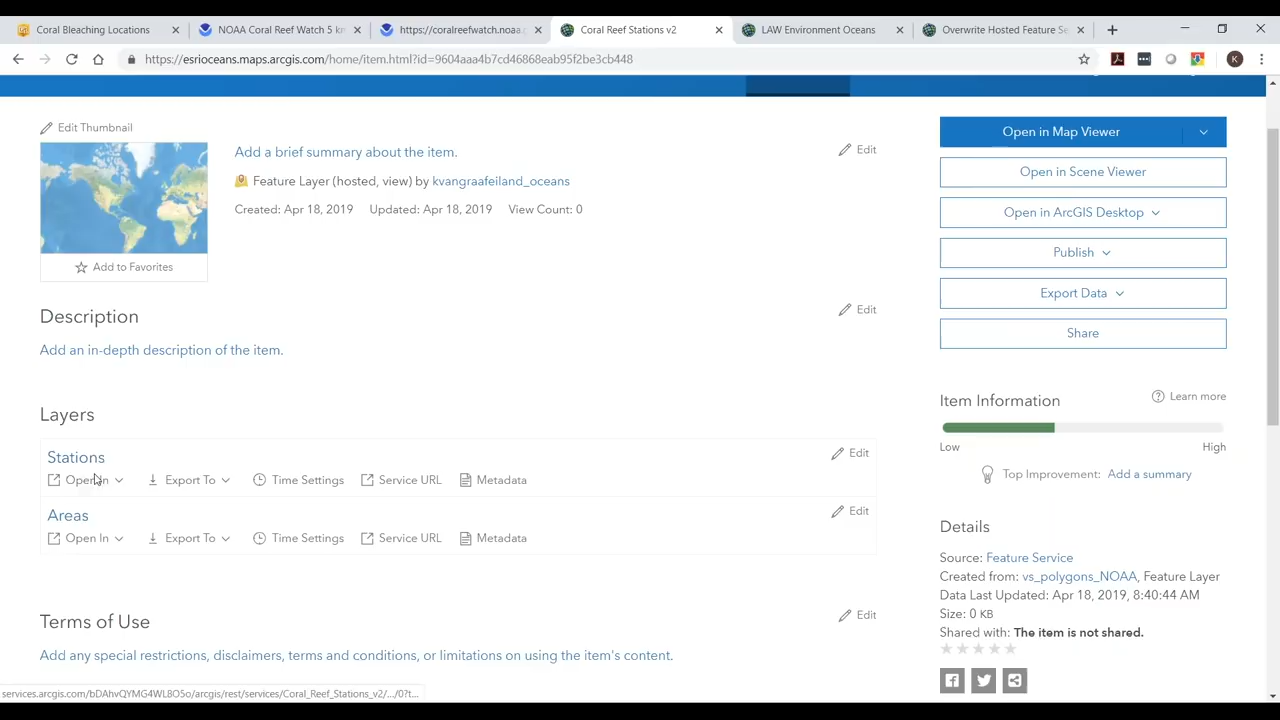 Coral Bleaching Locations
NOAA Coral Reef Watch 5 km
https://coralreefwatch.noaa.g
Coral Reef Stations v2
LAW Environment Oceans
Overwrite Hosted Feature Se
https://esrioceans.maps.arcgis.com/home/item.html?id=9604aaa4b7cd46868eab95f2be3cb448
K
Edit Thumbnail
Add a brief summary about the item.
Edit
Feature Layer (hosted, view) by kvangraafeiland_oceans
Created: Apr 18, 2019 Updated: Apr 18, 2019 View Count: 0
Add to Favorites
Open in Map Viewer
Open in Scene Viewer
Open in ArcGIS Desktop
Publish
Export Data
Share
Description
Edit
Add an in-depth description of the item.
Layers
Stations
Edit
Open In Export To Time Settings Service URL Metadata
Areas
Edit
Open In Export To Time Settings Service URL Metadata
Terms of Use
Edit
Add any special restrictions, disclaimers, terms and conditions, or limitations on using the item's content.
Item Information
Learn more
Low High
Top Improvement: Add a summary
Details
Source: Feature Service
Created from: vs_polygons_NOAA, Feature Layer
Data Last Updated: Apr 18, 2019, 8:40:44 AM
Size: 0 KB
Shared with: The item is not shared.
services.arcgis.com/bDAhvQYMG4WL8O5o/arcgis/rest/services/Coral_Reef_Stations_v2/.../0?t...